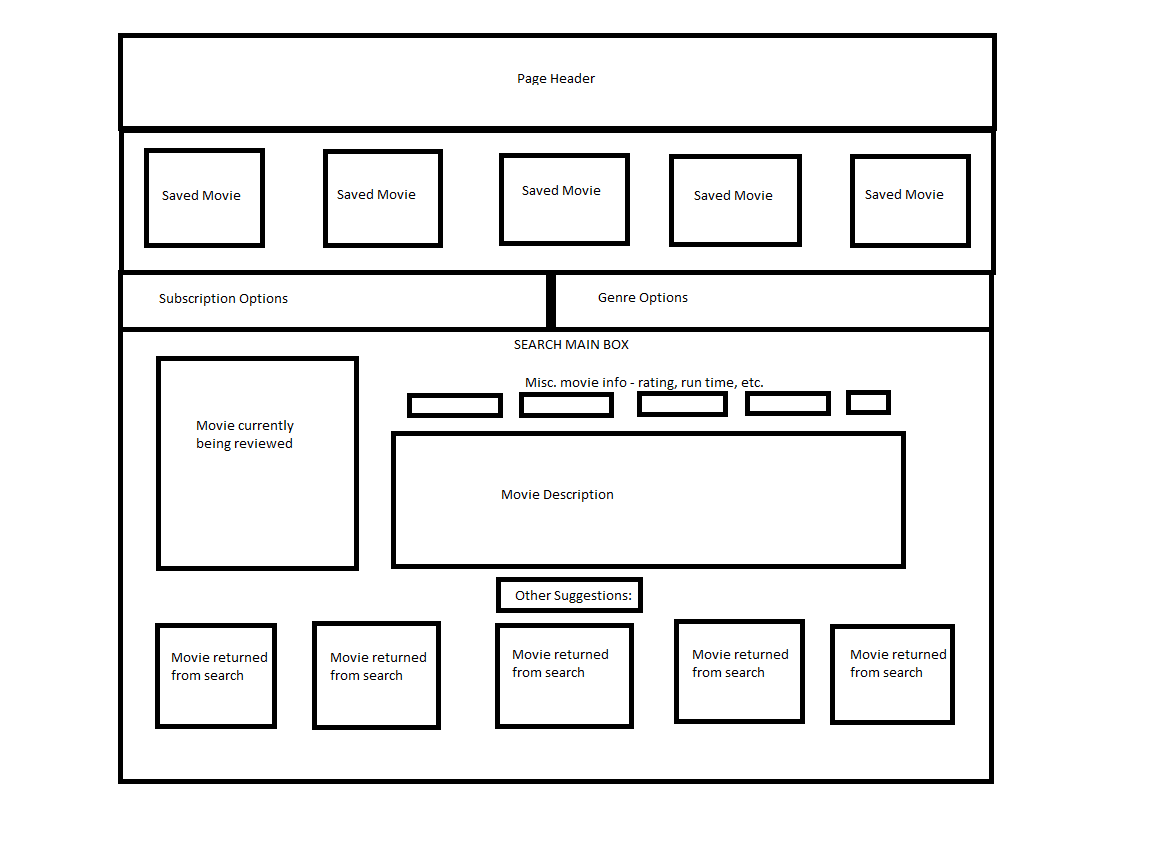 Page Header
Saved Movie
Saved Movie
Saved Movie
Saved Movie
Saved Movie
Subscription Options
Genre Options
SEARCH MAIN BOX
Misc. movie info - rating, run time, etc.
Movie currently
being reviewed
Movie Description
Other Suggestions:
Movie returned
from search
Movie returned
from search
Movie returned
from search
Movie returned
from search
Movie returned
from search